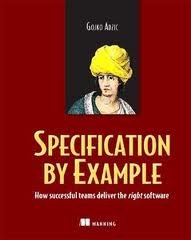 GOJKO ADZIC
SPECIFICATION
BY EXAMPLE
How successful teams deliver the right software
MANNING